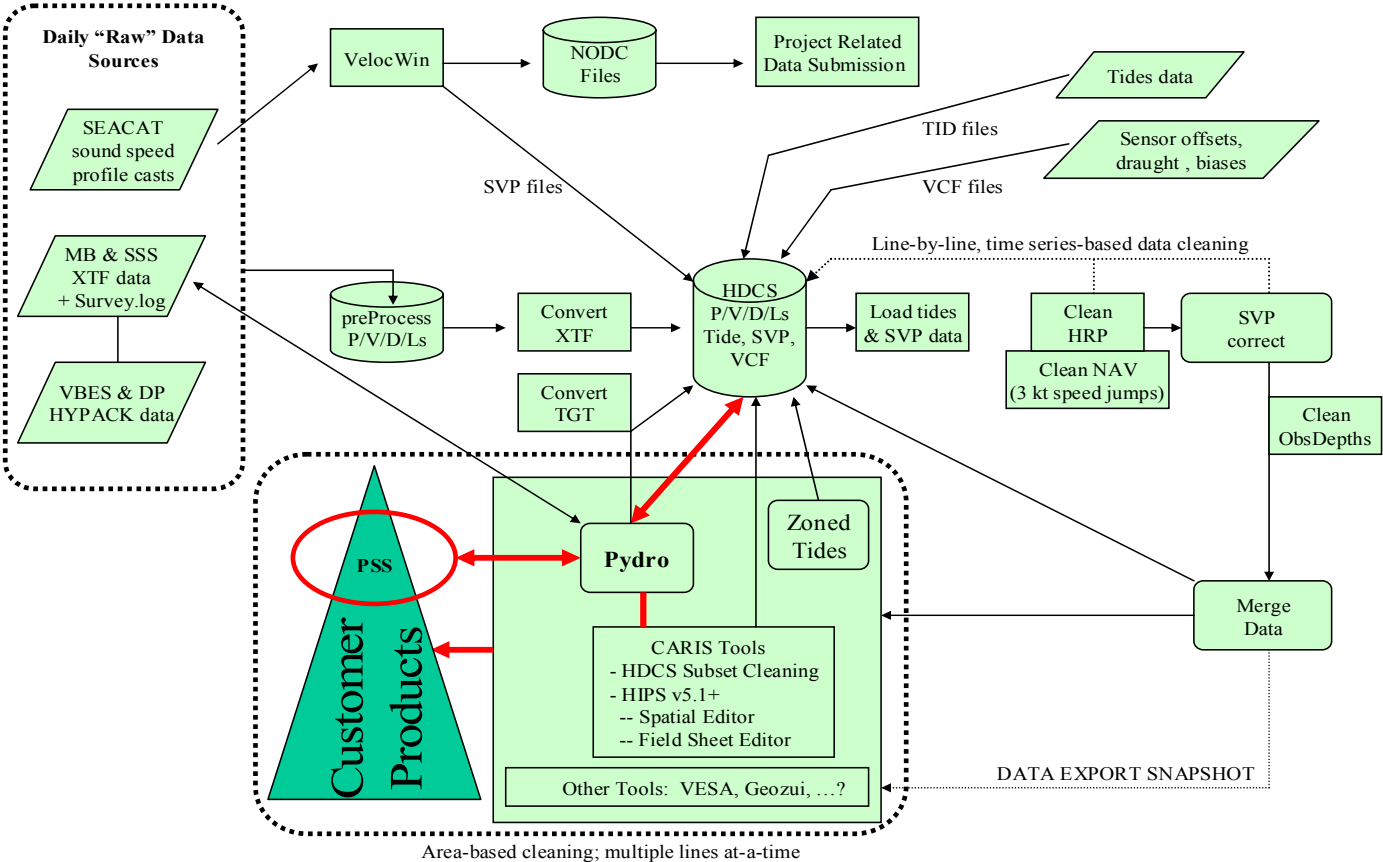 Daily “Raw” Data
Sources
SEACAT
sound speed
profile casts
MB & SSS
XTF data
+ Survey.log
VBES & DP
HYPACK data
VelocWin
NODC
Files
Project Related
Data Submission
Tides data
TID files
Sensor offsets,
draught , biases
VCF files
SVP files
Line-by-line, time series-based data cleaning
preProcess
P/V/D/Ls
Convert
XTF
Convert
TGT
HDCS
P/V/D/Ls
Tide, SVP,
VCF
Load tides
& SVP data
Clean
HRP
Clean NAV
(3 kt speed jumps)
SVP
correct
Clean
ObsDepths
Merge
Data
DATA EXPORT SNAPSHOT
PSS
Customer
Products
Pydro
Zoned
Tides
CARIS Tools
- HDCS Subset Cleaning
- HIPS v5.1+
-- Spatial Editor
-- Field Sheet Editor
Other Tools: VESA, Geozui, …?
Area-based cleaning; multiple lines at-a-time